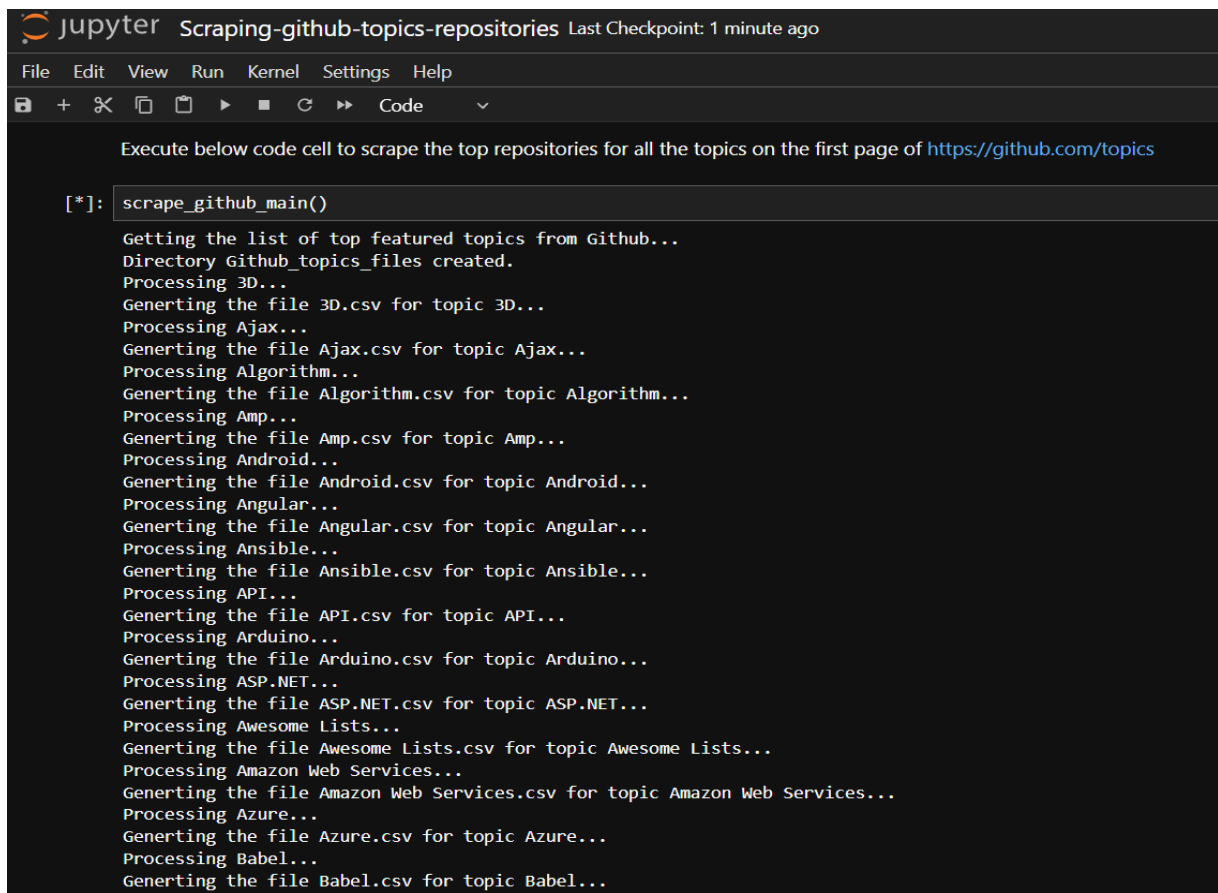 jupyter Scraping-github-topics-repositories Last Checkpoint: 1 minute ago
File Edit View Run Kernel Settings Help
Code
Execute below code cell to scrape the top repositories for all the topics on the first page of https://github.com/topics
[*]: scrape_github_main()
Getting the list of top featured topics from Github...
Directory Github_topics_files created.
Processing 3D...
Generting the file 3D.csv for topic 3D...
Processing Ajax...
Generting the file Ajax.csv for topic Ajax...
Processing Algorithm...
Generting the file Algorithm.csv for topic Algorithm...
Processing Amp...
Generting the file Amp.csv for topic Amp...
Processing Android...
Generting the file Android.csv for topic Android...
Processing Angular...
Generting the file Angular.csv for topic Angular...
Processing Ansible...
Generting the file Ansible.csv for topic Ansible...
Processing API...
Generting the file API.csv for topic API...
Processing Arduino...
Generting the file Arduino.csv for topic Arduino...
Processing ASP.NET...
Generting the file ASP.NET.csv for topic ASP.NET...
Processing Awesome Lists...
Generting the file Awesome Lists.csv for topic Awesome Lists...
Processing Amazon Web Services...
Generting the file Amazon Web Services.csv for topic Amazon Web Services...
Processing Azure...
Generting the file Azure.csv for topic Azure...
Processing Babel...
Generting the file Babel.csv for topic Babel...